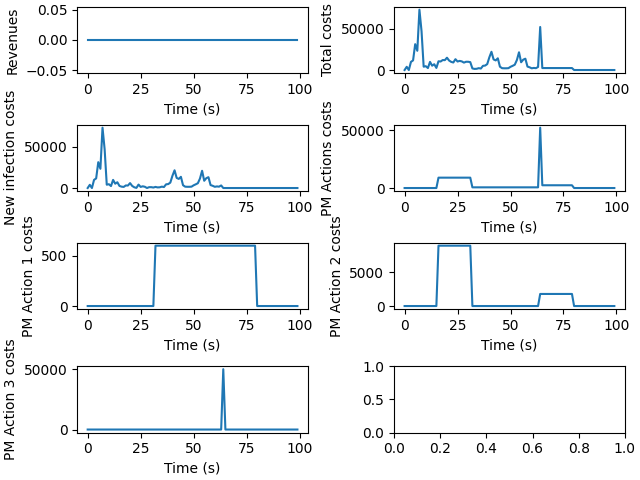 Revenues
0.05
0.00
−0.05
0 25 50 75 100
Time (s)
Total costs
50000
0
0 25 50 75 100
Time (s)
New infection costs
50000
0
0 25 50 75 100
Time (s)
PM Actions costs
50000
0
0 25 50 75 100
Time (s)
PM Action 1 costs
500
0
0 25 50 75 100
Time (s)
PM Action 2 costs
5000
0
0 25 50 75 100
Time (s)
PM Action 3 costs
50000
0
0 25 50 75 100
Time (s)
1.0
0.5
0.0
0.0 0.2 0.4 0.6 0.8 1.0